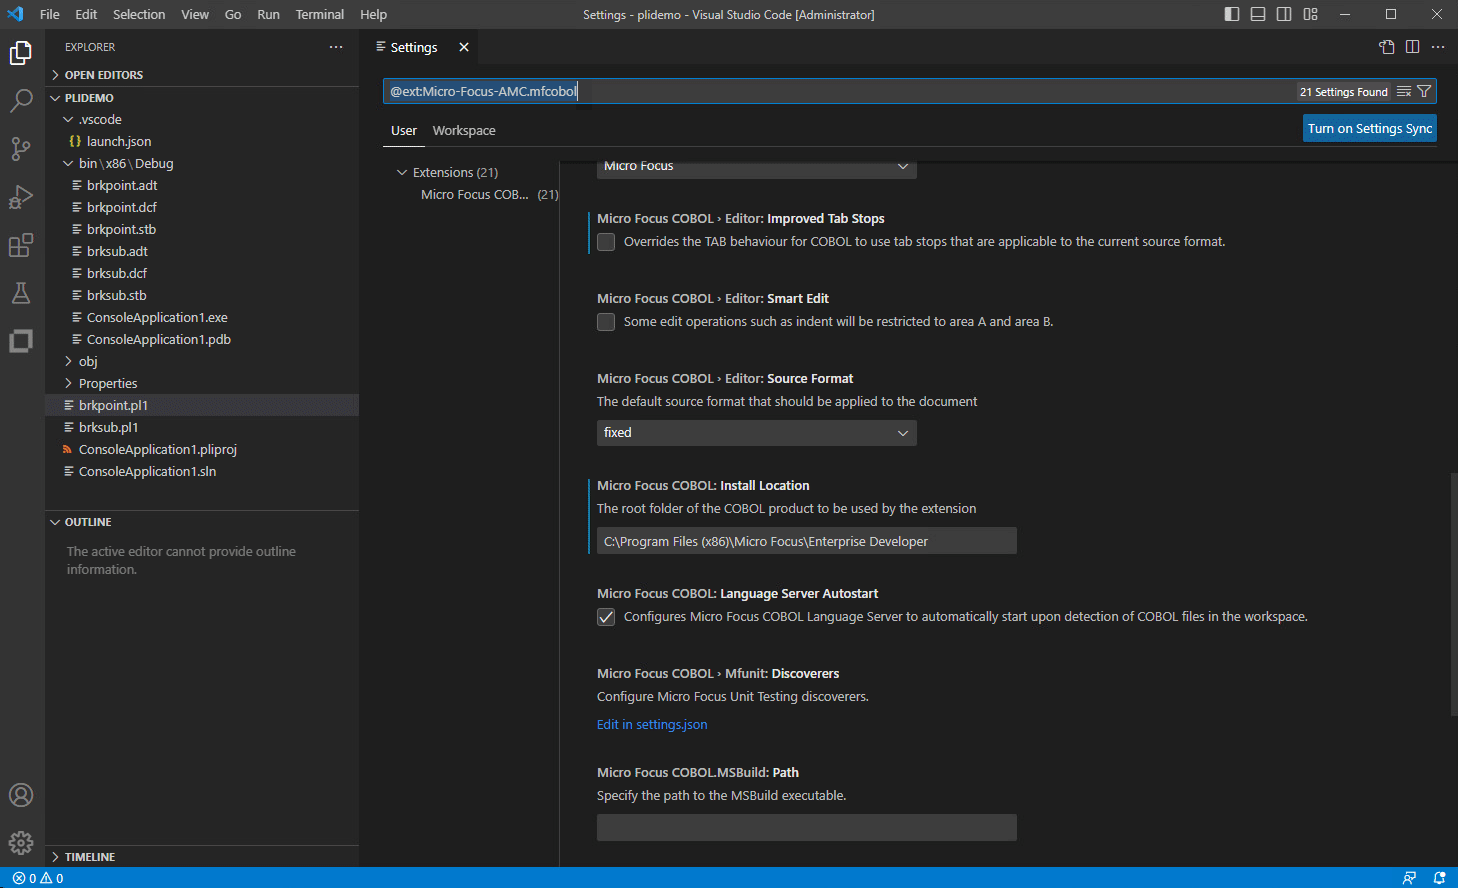 File Edit Selection View Go Run Terminal Help
Settings - plidemo - Visual Studio Code [Administrator]
EXPLORER
OPEN EDITORS
PLIDEMO
.vscode
{} launch.json
bin\x86\Debug
brkpoint.adt
brkpoint.dcf
brkpoint.stb
brksub.adt
brksub.dcf
brksub.stb
ConsoleApplication1.exe
ConsoleApplication1.pdb
obj
Properties
brkpoint.pl1
brksub.pl1
ConsoleApplication1.pliproj
ConsoleApplication1.sln
OUTLINE
The active editor cannot provide outline
information.
TIMELINE
Settings
@ext:Micro-Focus-AMC.mfcobol
21 Settings Found
User Workspace
Turn on Settings Sync
Extensions (21)
Micro Focus COB... (21)
Micro Focus
Micro Focus COBOL › Editor: Improved Tab Stops
Overrides the TAB behaviour for COBOL to use tab stops that are applicable to the current source format.
Micro Focus COBOL › Editor: Smart Edit
Some edit operations such as indent will be restricted to area A and area B.
Micro Focus COBOL › Editor: Source Format
The default source format that should be applied to the document
fixed
Micro Focus COBOL: Install Location
The root folder of the COBOL product to be used by the extension
C:\Program Files (x86)\Micro Focus\Enterprise Developer
Micro Focus COBOL: Language Server Autostart
Configures Micro Focus COBOL Language Server to automatically start upon detection of COBOL files in the workspace.
Micro Focus COBOL › Mfunit: Discoverers
Configure Micro Focus Unit Testing discoverers.
Edit in settings.json
Micro Focus COBOL.MSBuild: Path
Specify the path to the MSBuild executable.
0 0